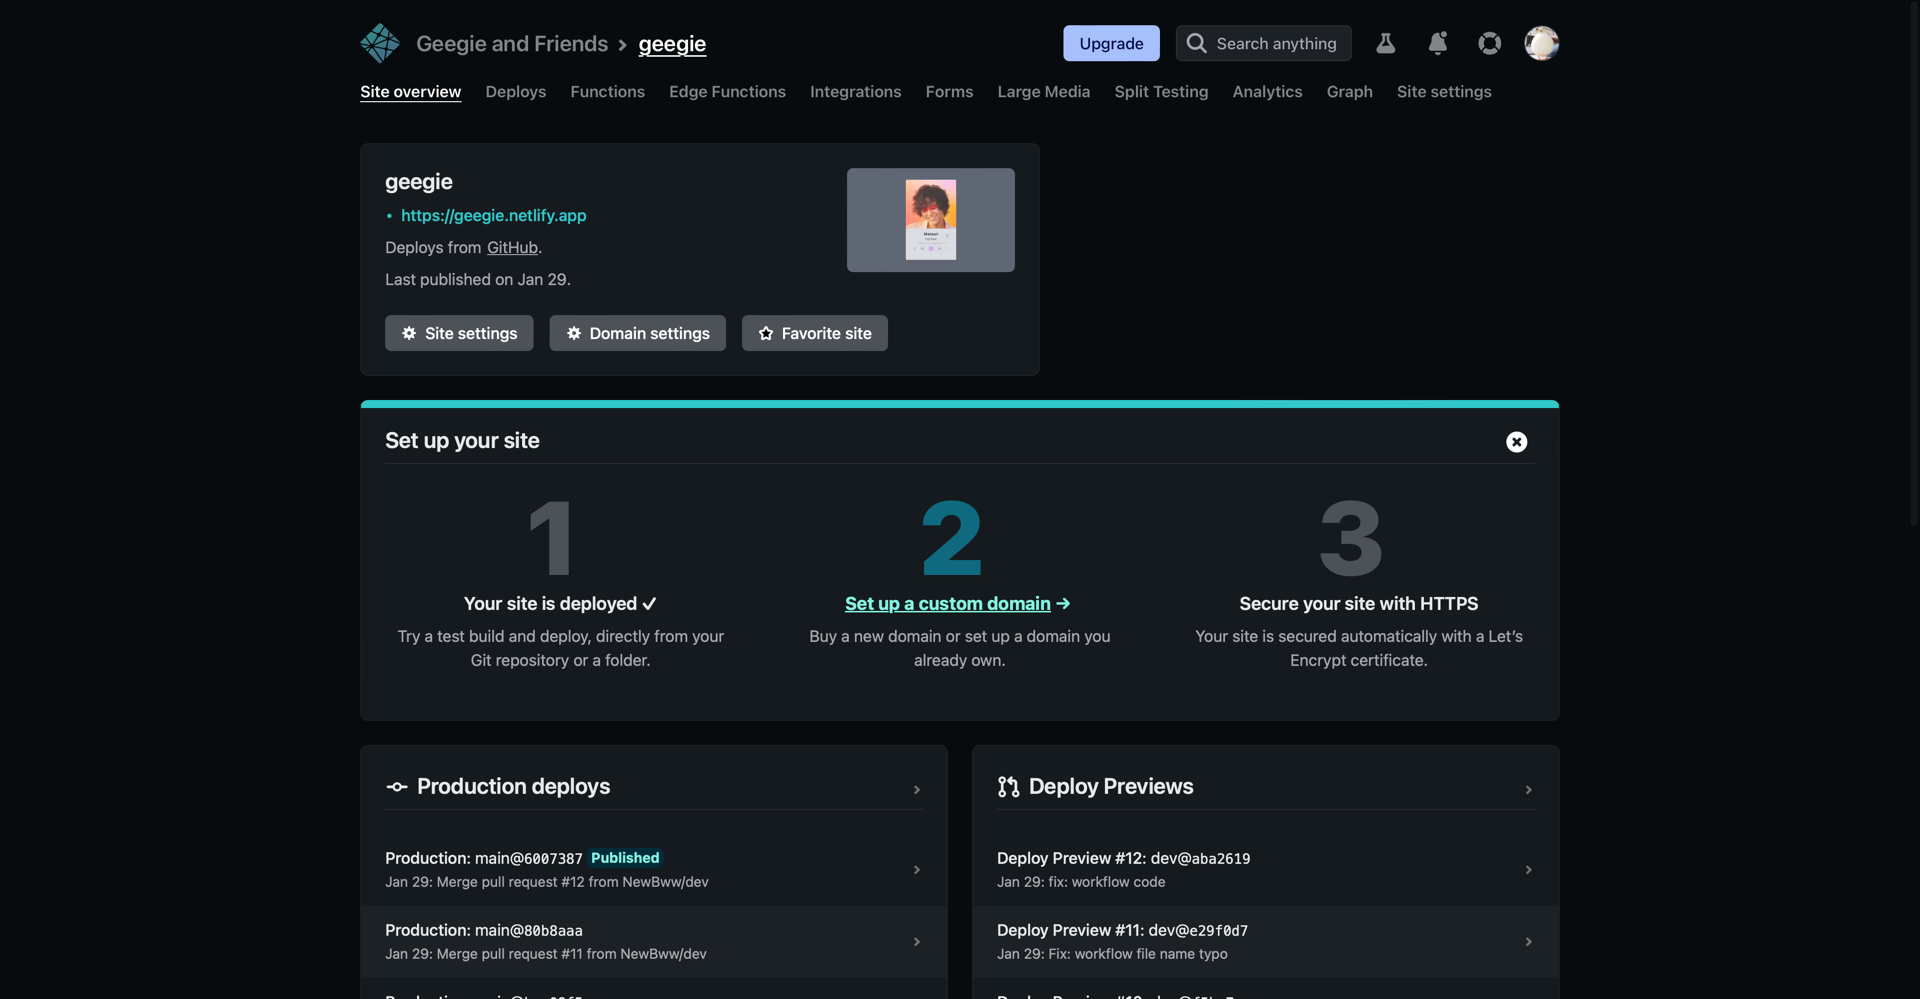 Geegie and Friends
geegie
Upgrade
Search anything
Site overview
Deploys
Functions
Edge Functions
Integrations
Forms
Large Media
Split Testing
Analytics
Graph
Site settings
geegie
https://geegie.netlify.app
Deploys from GitHub.
Last published on Jan 29.
Site settings
Domain settings
Favorite site
Set up your site
1
Your site is deployed ✓
Try a test build and deploy, directly from your
Git repository or a folder.
2
Set up a custom domain →
Buy a new domain or set up a domain you
already own.
3
Secure your site with HTTPS
Your site is secured automatically with a Let’s
Encrypt certificate.
Production deploys
Production: main@6007387 Published
Jan 29: Merge pull request #12 from NewBww/dev
Production: main@80b8aaa
Jan 29: Merge pull request #11 from NewBww/dev
Deploy Previews
Deploy Preview #12: dev@aba2619
Jan 29: fix: workflow code
Deploy Preview #11: dev@e29f0d7
Jan 29: Fix: workflow file name typo